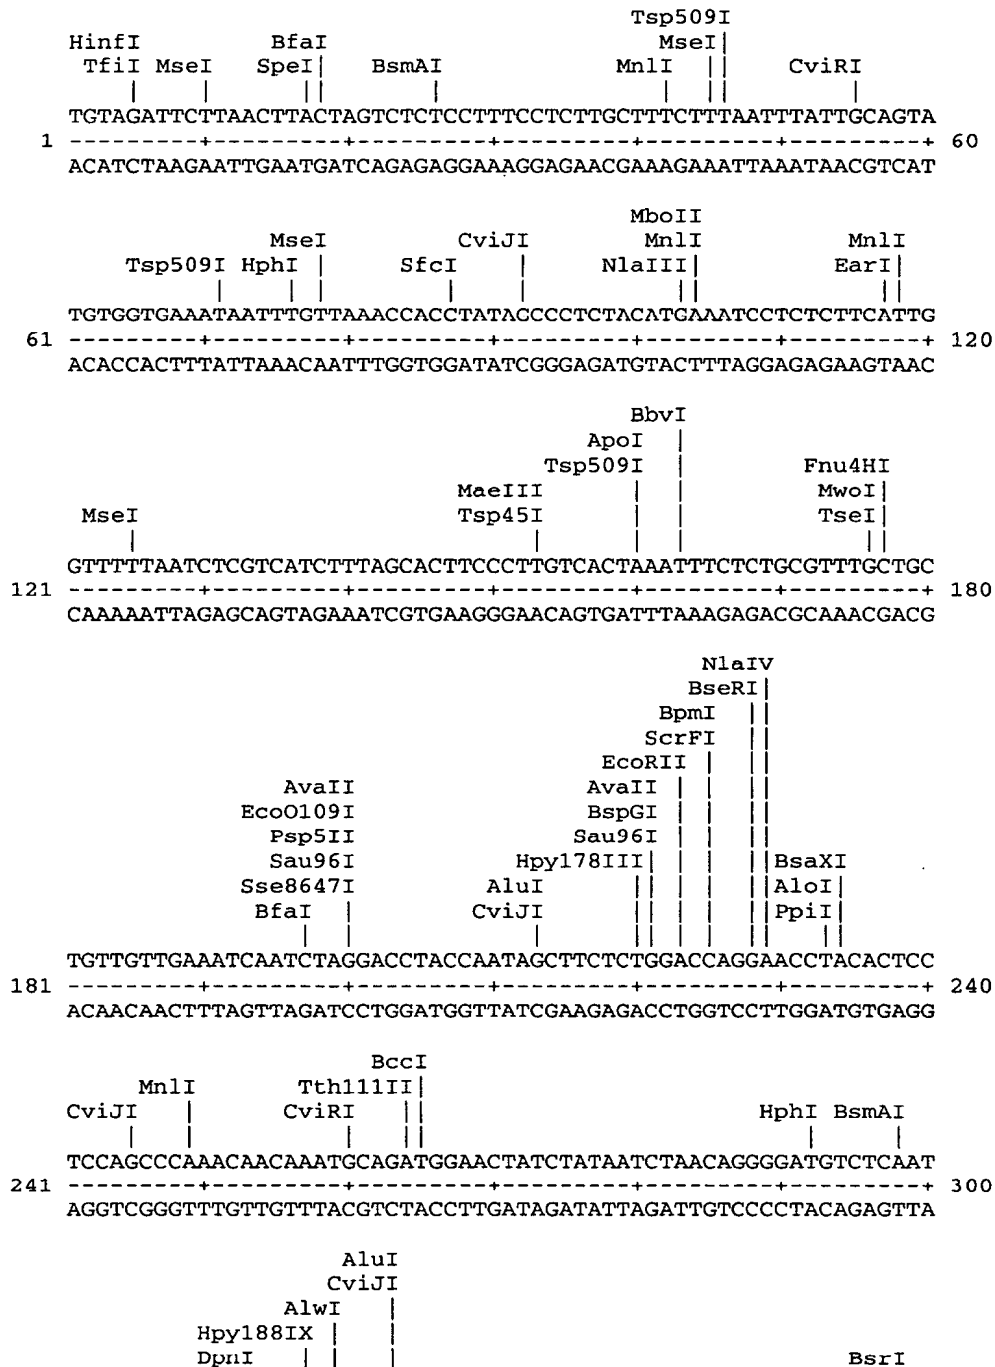 Tsp509I
HinfI BfaI MseI
TfiI MseI SpeI BsmAI MnlI CviRI
TGTAGATTCTTAACTTACTAGTCTCTCCTTTCCTCTTGCTTTCTTTAATTTATTGCAGTA
1 ---------+---------+---------+---------+---------+---------+ 60
ACATCTAAGAATTGAATGATCAGAGAGGAAAGGAGAACGAAAGAAATTAAATAACGTCAT
MboII
MseI CviJI MnlI MnlI
Tsp509I HphI SfcI NlaIII EarI
TGTGGTGAAATAATTTGTTAAACCACCTATAGCCCCTCTACATGAAATCCTCTCTTCATTG
61 ---------+---------+---------+---------+---------+---------+ 120
ACACCACTTTATTAAACAATTTGGTGGATATCGGGGAGATGTACTTTAGGAGAGAAGTAAC
BbvI
ApoI
Tsp509I Fnu4HI
MaeIII MwoI
MseI Tsp45I TseI
GTTTTTAATCTCGTCATCTTTAGCACTTCCCTTGTCACTAAATTTCTCTGCGTTTGCTGC
121 ---------+---------+---------+---------+---------+---------+ 180
CAAAAATTAGAGCAGTAGAAATCGTGAAGGGAACAGTGATTTAAAGAGACGCAAACGACG
NlaIV
BseRI
BpmI
ScrFI
EcoRII
AvaII AvaII
EcoO109I BspGI
Psp5II Sau96I
Sau96I Hpy178III BsaXI
Sse8647I AluI AloI
BfaI CviJI PpiI
TGTTGTTGAAATCAATCTAGGACCTACCAATAGCTTCTCTGGACCAGGAACCTACACTCC
181 ---------+---------+---------+---------+---------+---------+ 240
ACAACAACTTTAGTTAGATCCTGGATGGTTATCGAAGAGACCTGGTCCTTGGATGTGAGG
BccI
MnlI Tth111II
CviJI CviRI HphI BsmAI
TCCAGCCCAAACAACAAATGCAGATGGAACTATCTATAATCTAACAGGGGATGTCTCAAT
241 ---------+---------+---------+---------+---------+---------+ 300
AGGTCGGGTTTGTTGTTTACGTCTACCTTGATAGATATTAGATTGTCCCCTACAGAGTTA
AluI
CviJI
AlwI
Hpy188IX
DpnI BsrI